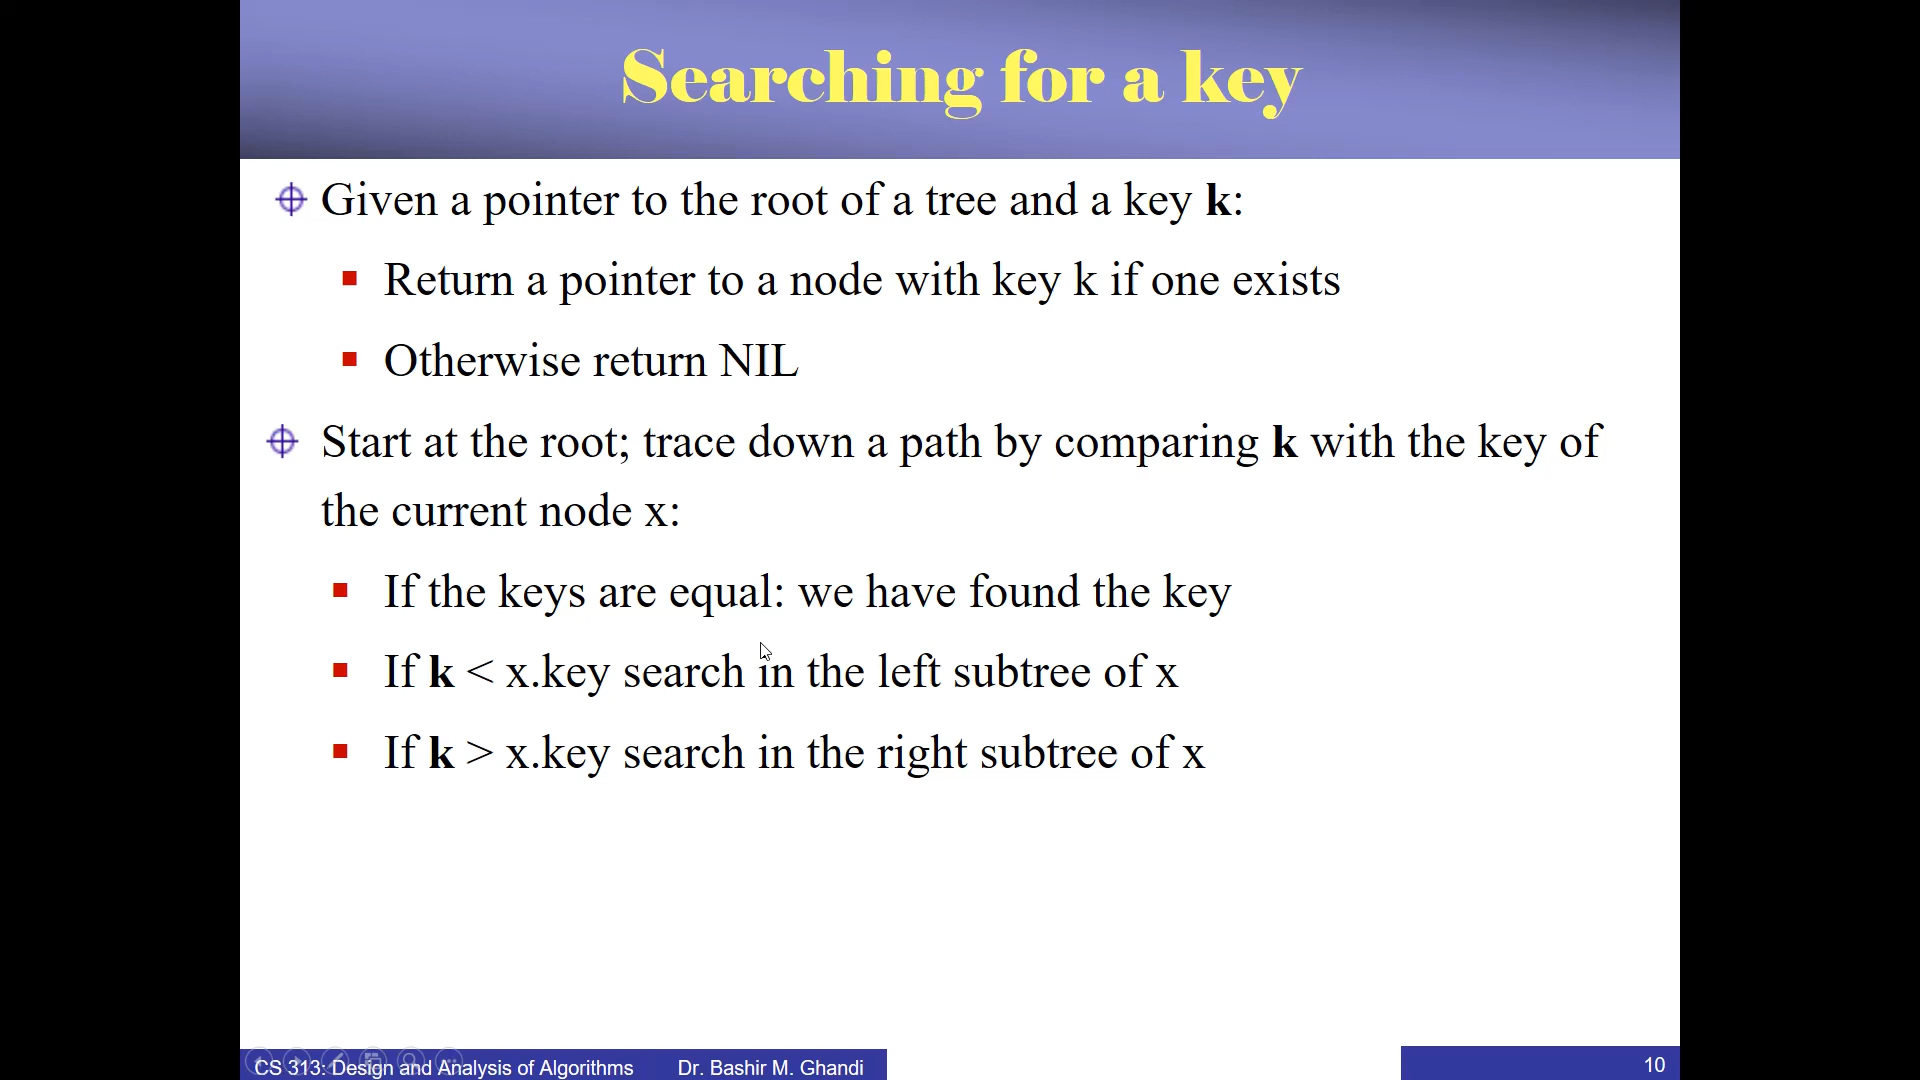 Searching for a key
Given a pointer to the root of a tree and a key k:
Return a pointer to a node with key k if one exists
Otherwise return NIL
Start at the root; trace down a path by comparing k with the key of
the current node x:
If the keys are equal: we have found the key
If k < x.key search in the left subtree of x
If k > x.key search in the right subtree of x
CS 313: Design and Analysis of Algorithms Dr. Bashir M. Ghandi
10